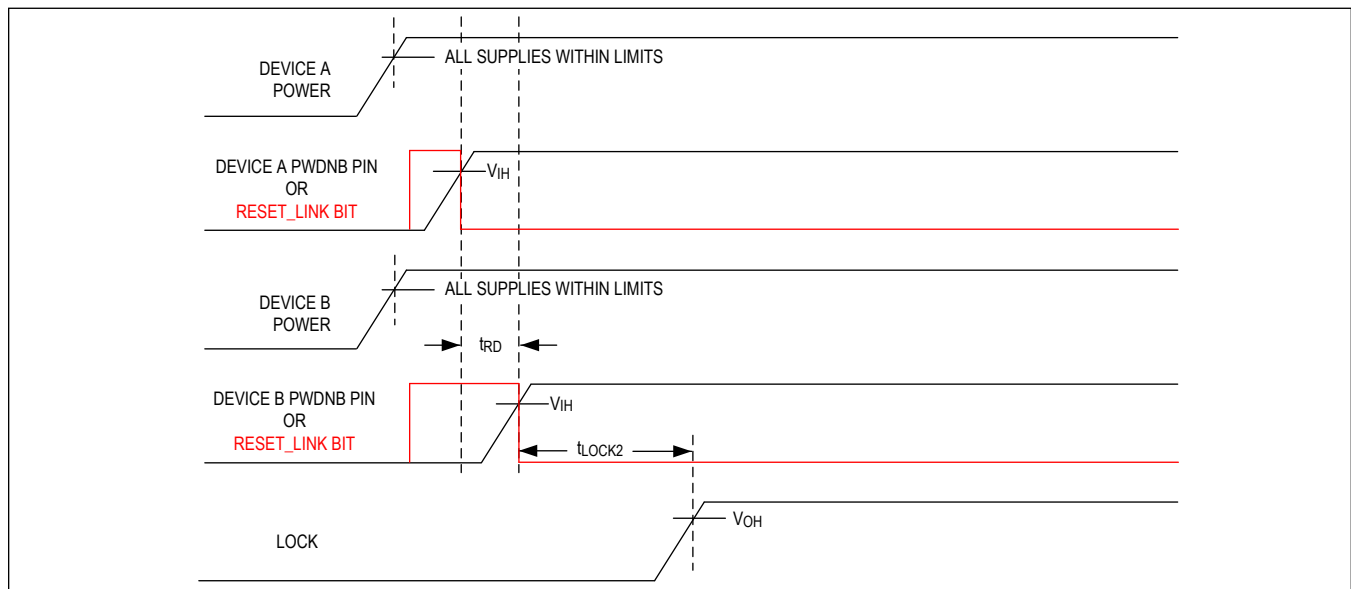 ALL SUPPLIES WITHIN LIMITS
DEVICE A
POWER
DEVICE A PWDNB PIN
OR
RESET_LINK BIT
VIH
ALL SUPPLIES WITHIN LIMITS
DEVICE B
POWER
tRD
DEVICE B PWDNB PIN
OR
RESET_LINK BIT
VIH
tLOCK2
VOH
LOCK